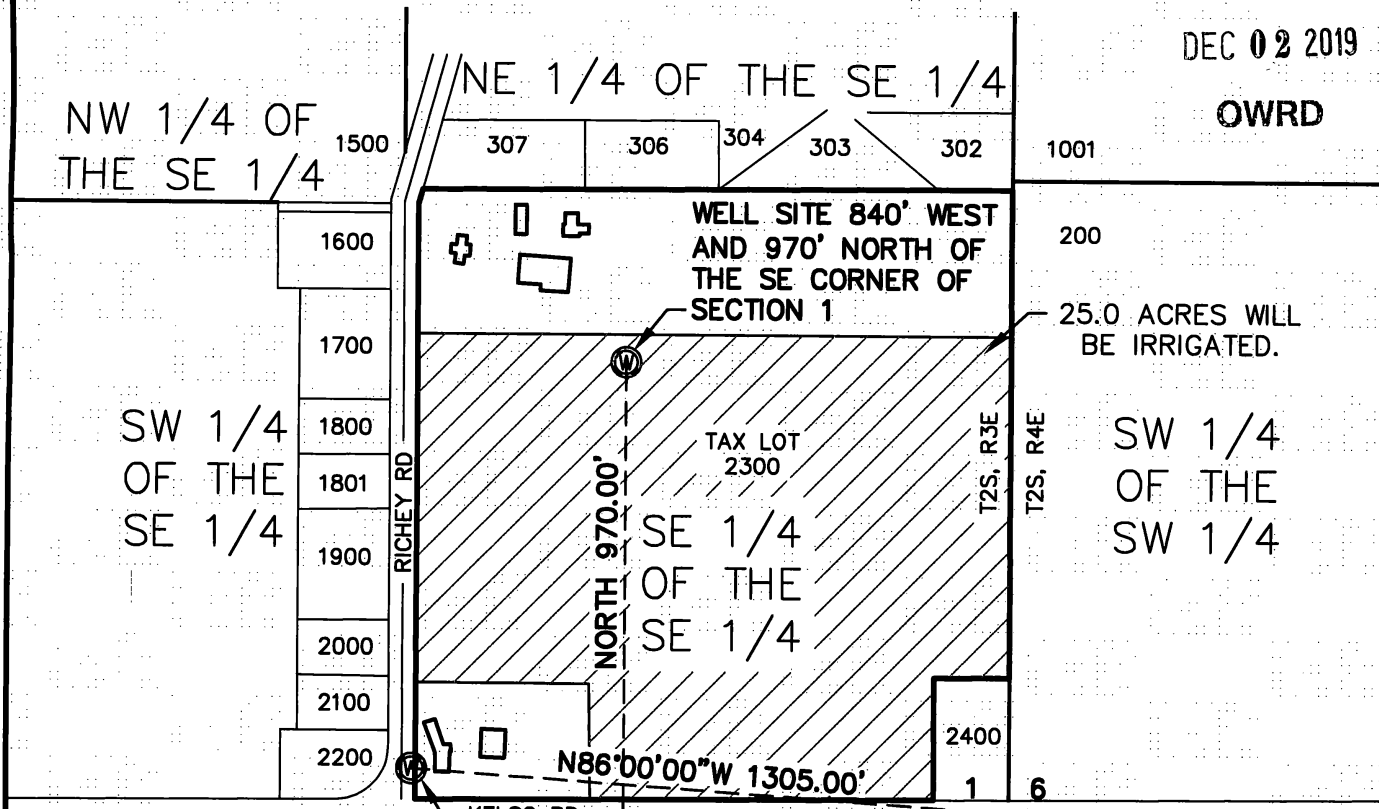 DEC 02 2019
OWRD
NW 1/4 OF
THE SE 1/4
1500
NE 1/4 OF THE SE 1/4
307
306
304
303
302
1001
WELL SITE 840' WEST
AND 970' NORTH OF
THE SE CORNER OF
SECTION 1
200
25.0 ACRES WILL
BE IRRIGATED.
1600
1700
1800
1801
1900
2000
2100
2200
SW 1/4
OF THE
SE 1/4
RICHEY RD
W
NORTH 970.00'
TAX LOT
2300
SE 1/4
OF THE
SE 1/4
T2S, R3E
T2S, R4E
SW 1/4
OF THE
SW 1/4
2400
W
N86°00'00"W 1305.00'
1
6
RD